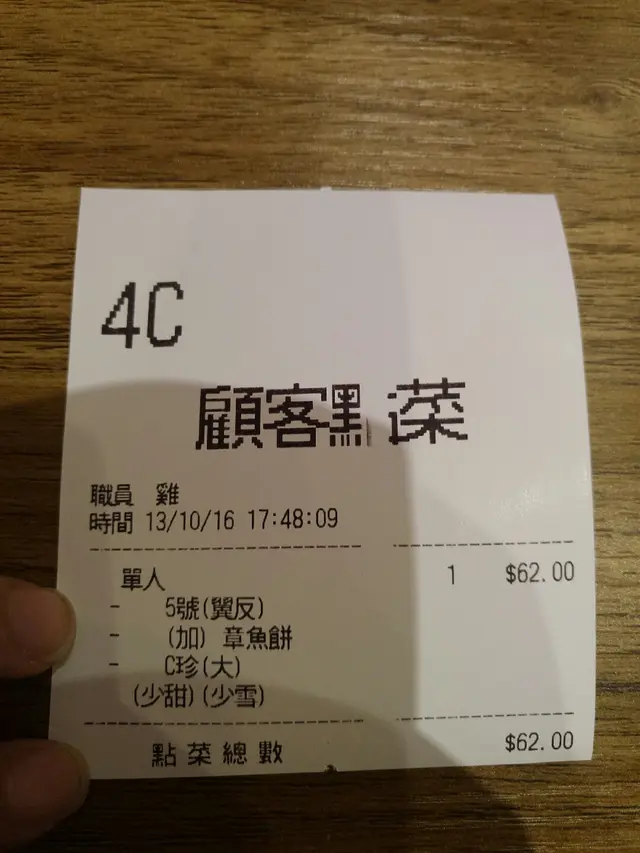 4C
顧客點菜
職員 雞
時間 13/10/16 17:48:09
單人 1 $62.00
- 5號(翼反)
- (加) 章魚餅
- C珍(大)
(少甜)(少雪)
點菜總數 $62.00